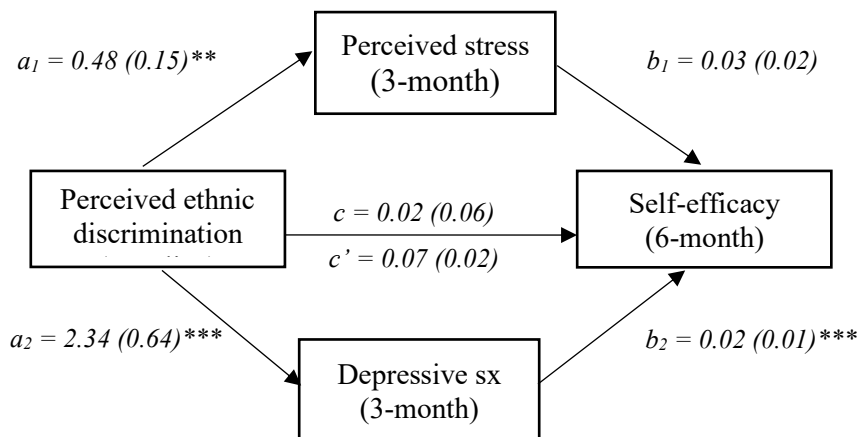 Perceived stress
(3-month)
a₁ = 0.48 (0.15)**
b₁ = 0.03 (0.02)
Perceived ethnic
discrimination
c = 0.02 (0.06)
c’ = 0.07 (0.02)
Self-efficacy
(6-month)
a₂ = 2.34 (0.64)***
b₂ = 0.02 (0.01)***
Depressive sx
(3-month)